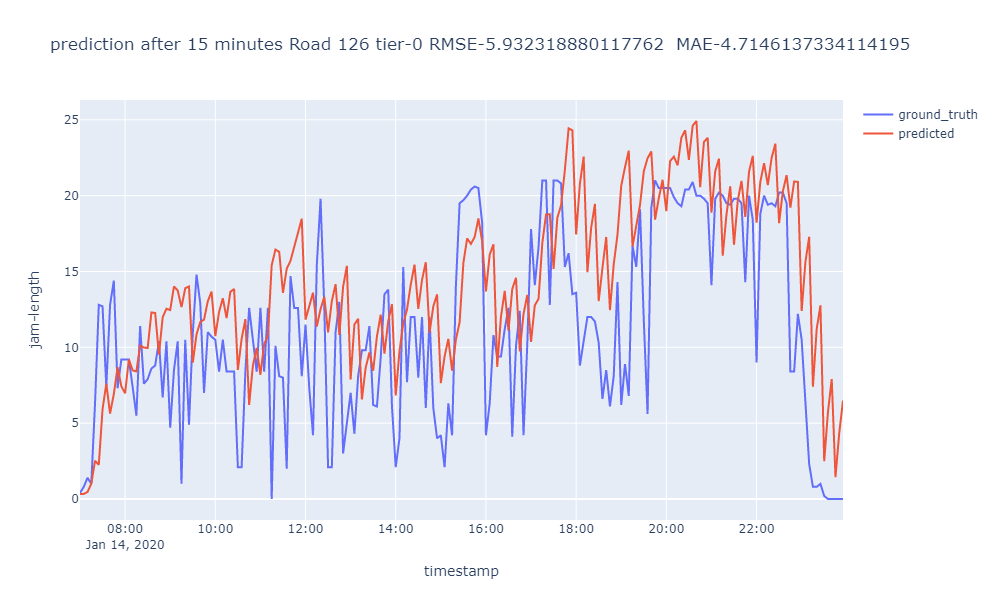 prediction after 15 minutes Road 126 tier-0 RMSE-5.932318880117762 MAE-4.7146137334114195
ground_truth
predicted
25
20
15
10
5
0
jam-length
08:00 10:00 12:00 14:00 16:00 18:00 20:00 22:00
Jan 14, 2020
timestamp